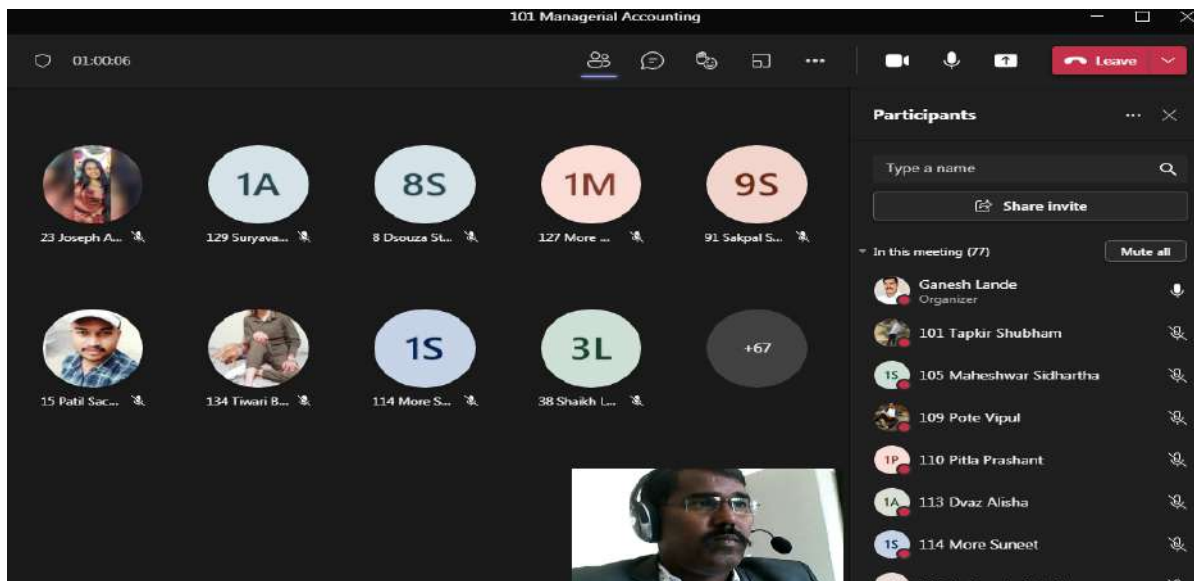 101 Managerial Accounting
01:00:06
Leave
Participants
Type a name
Share invite
In this meeting (77)
Mute all
Ganesh Lande
Organizer
101 Tapkir Shubham
1S 105 Maheshwar Sidhartha
109 Pote Vipul
1P 110 Pitla Prashant
1A 113 Dvaz Alisha
1S 114 More Suneet
1A 8S 1M 9S
23 Joseph A... 129 Suryava... 8 Dsouza St... 127 More ... 91 Sakpal S...
1S 3L +67
15 Patil Sac... 134 Tiwari B... 114 More S... 38 Shaikh L...